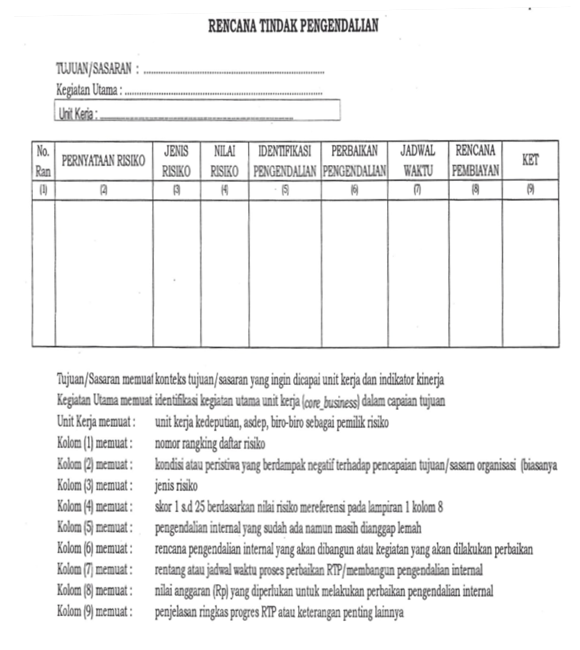 RENCANA TINDAK PENGENDALIAN
TUJUAN/SASARAN : ....................................................................
Kegiatan Utama : ..........................................................................
Unit Kerja : ......................................................................
No. Ran PERNYATAAN RISIKO JENIS RISIKO NILAI RISIKO IDENTIFIKASI PENGENDALIAN PERBAIKAN PENGENDALIAN JADWAL WAKTU RENCANA PEMBIAYAN KET
(1) (2) (3) (4) (5) (6) (7) (8) (9)
Tujuan/Sasaran memuat konteks tujuan/sasaran yang ingin dicapai unit kerja dan indikator kinerja
Kegiatan Utama memuat identifikasi kegiatan utama unit kerja (core_business) dalam capaian tujuan
Unit Kerja memuat : unit kerja kedeputian, asdep, biro-biro sebagai pemilik risiko
Kolom (1) memuat : nomor rangking daftar risiko
Kolom (2) memuat : kondisi atau peristiwa yang berdampak negatif terhadap pencapaian tujuan/sasarn organisasi (biasanya
Kolom (3) memuat : jenis risiko
Kolom (4) memuat : skor 1 s.d 25 berdasarkan nilai risiko mereferensi pada lampiran 1 kolom 8
Kolom (5) memuat : pengendalian internal yang sudah ada namun masih dianggap lemah
Kolom (6) memuat : rencana pengendalian internal yang akan dibangun atau kegiatan yang akan dilakukan perbaikan
Kolom (7) memuat : rentang atau jadwal waktu proses perbaikan RTP/membangun pengendalian internal
Kolom (8) memuat : nilai anggaran (Rp) yang diperlukan untuk melakukan perbaikan pengendalian internal
Kolom (9) memuat : penjelasan ringkas progres RTP atau keterangan penting lainnya